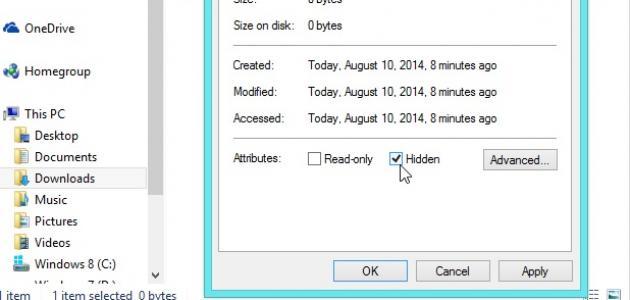 0 bytes
OneDrive
Size on disk: 0 bytes
Homegroup
Created: Today, August 10, 2014, 8 minutes ago
Modified: Today, August 10, 2014, 8 minutes ago
This PC
Accessed: Today, August 10, 2014, 8 minutes ago
Desktop
Documents
Attributes: Read-only Hidden Advanced...
Downloads
Music
Pictures
Videos
Windows 8 (C:)
OK Cancel Apply
1 item 1 item selected 0 bytes